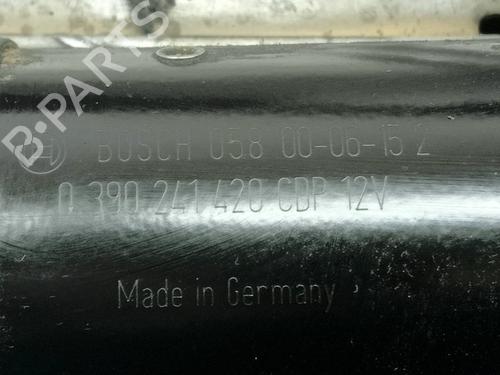 B-PARTS
BOSCH 058 00-06-15 2
0 390 241 420 CDP 12V
Made in Germany